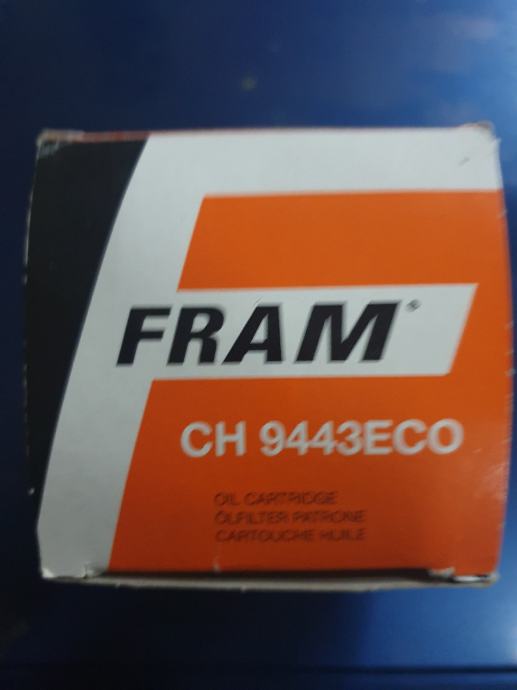 FRAM®
CH 9443ECO
OIL CARTRIDGE
ÖLFILTER PATRONE
CARTOUCHE HUILE